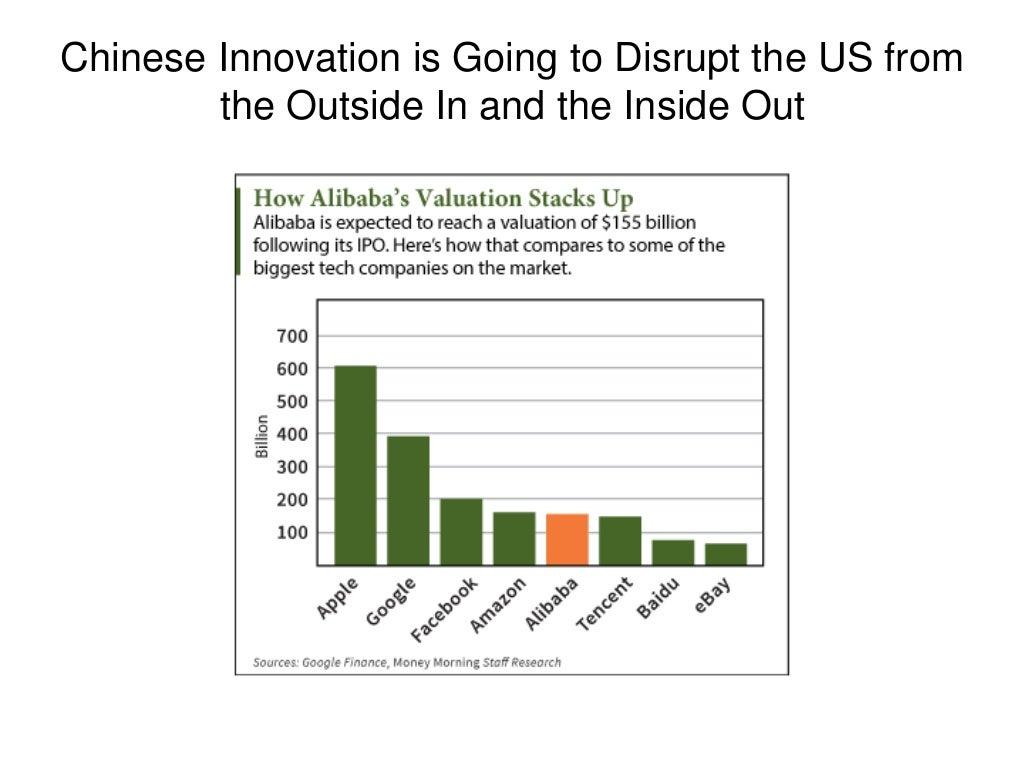 Chinese Innovation is Going to Disrupt the US from
the Outside In and the Inside Out
How Alibaba's Valuation Stacks Up
Alibaba is expected to reach a valuation of $155 billion
following its IPO. Here's how that compares to some of the
biggest tech companies on the market.
700
600
500
400
300
200
100
Billion
Apple
Google
Facebook
Amazon
Alibaba
Tencent
Baidu
eBay
Sources: Google Finance, Money Morning Staff Research